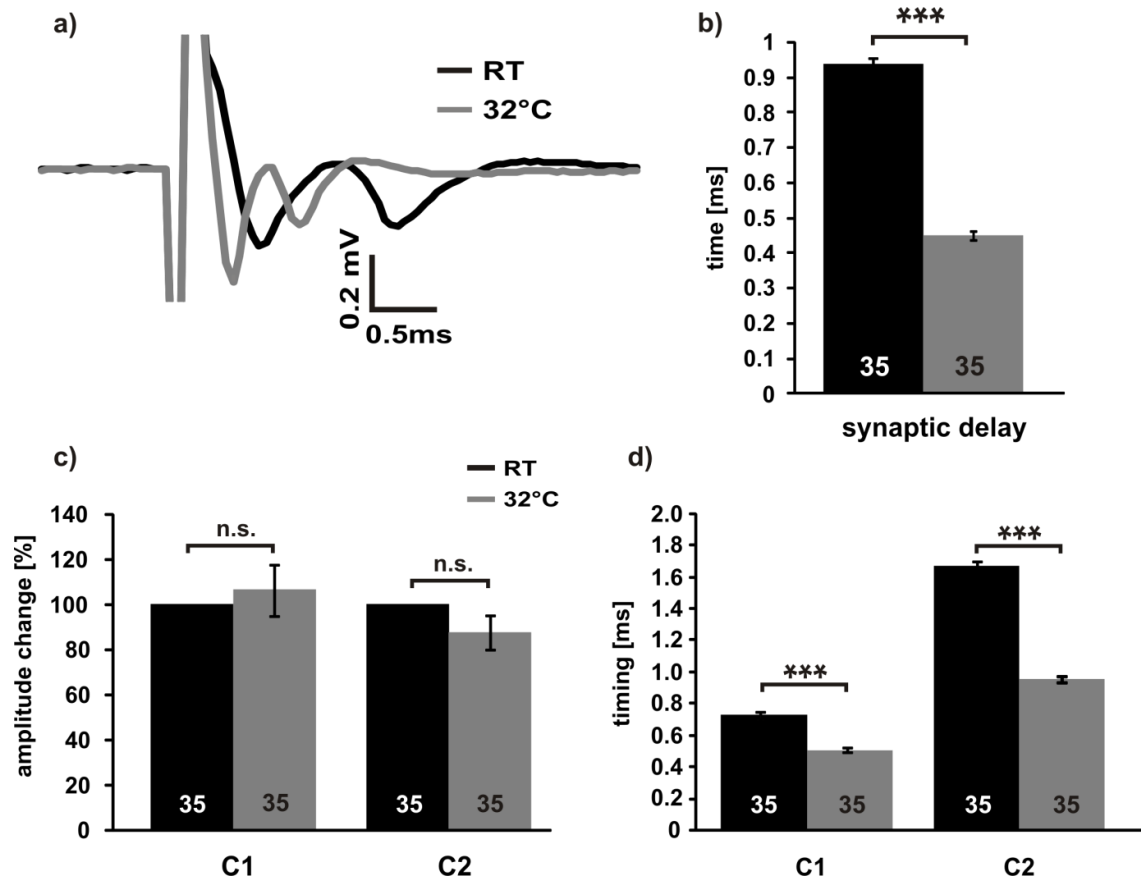 a)
RT
32°C
0.2 mV
0.5ms
b)
***
time [ms]
1
0.9
0.8
0.7
0.6
0.5
0.4
0.3
0.2
0.1
0
35
35
synaptic delay
c)
RT
32°C
amplitude change [%]
140
120
100
80
60
40
20
0
n.s.
n.s.
35
35
35
35
C1
C2
d)
timing [ms]
2.0
1.8
1.6
1.4
1.2
1.0
0.8
0.6
0.4
0.2
0
***
***
35
35
35
35
C1
C2